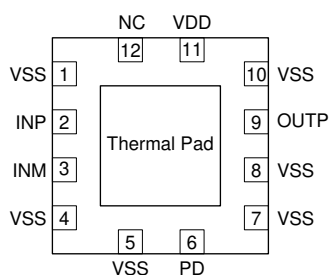 NC VDD
12 11
VSS 1 10 VSS
INP 2 9 OUTP
Thermal Pad
INM 3 8 VSS
VSS 4 7 VSS
5 6
VSS PD